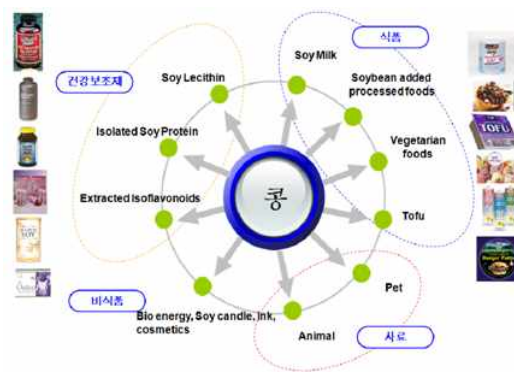 식품
건강보조재
Soy Milk
Soy Lecithin
Soybean added
processed foods
Isolated Soy Protein
Vegetarian
foods
콩
TOFU
Extracted Isoflavonoids
Tofu
비식품
Pet
Bio energy, Soy candle, Ink,
cosmetics
Animal
사료